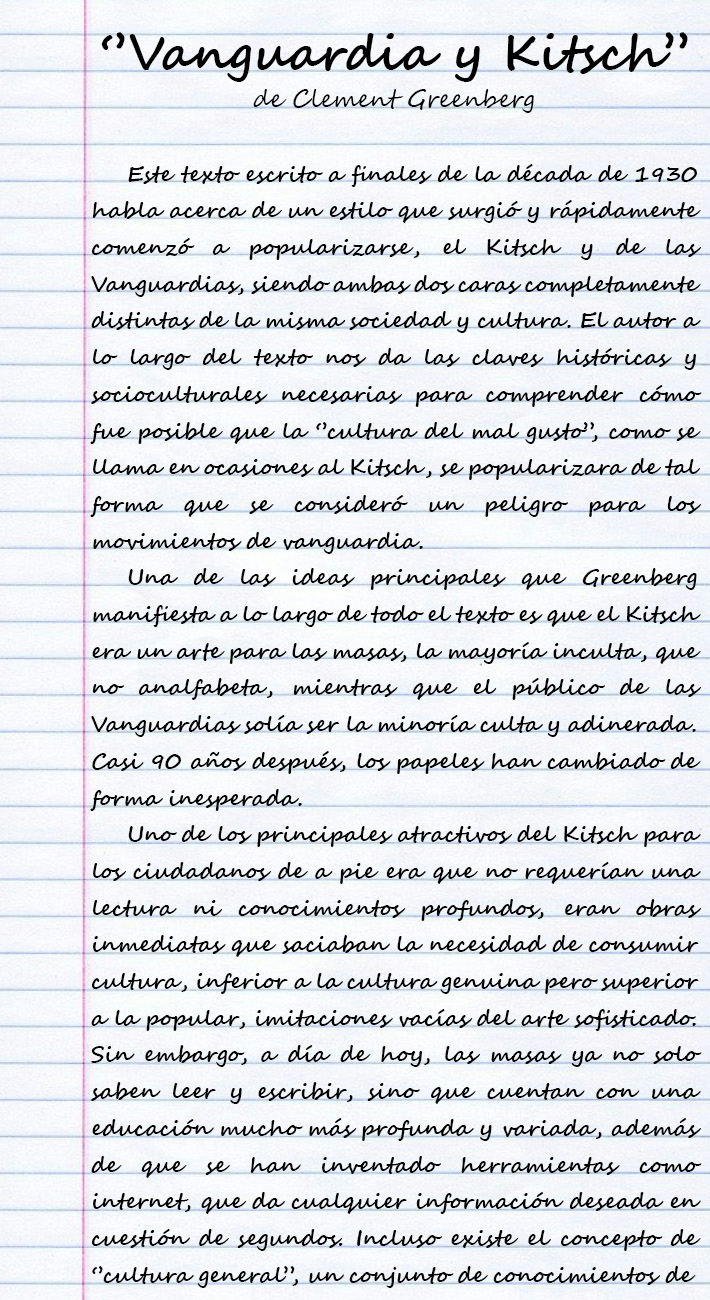 “Vanguardia y Kitsch”
de Clement Greenberg
Este texto escrito a finales de la década de 1930
habla acerca de un estilo que surgió y rápidamente
comenzó a popularizarse, el Kitsch y de las
Vanguardias, siendo ambas dos caras completamente
distintas de la misma sociedad y cultura. El autor a
lo largo del texto nos da las claves históricas y
socioculturales necesarias para comprender cómo
fue posible que la “cultura del mal gusto”, como se
llama en ocasiones al Kitsch, se popularizara de tal
forma que se consideró un peligro para los
movimientos de vanguardia.
Una de las ideas principales que Greenberg
manifiesta a lo largo de todo el texto es que el Kitsch
era un arte para las masas, la mayoría inculta, que
no analfabeta, mientras que el público de las
Vanguardias solía ser la minoría culta y adinerada.
Casi 90 años después, los papeles han cambiado de
forma inesperada.
Uno de los principales atractivos del Kitsch para
los ciudadanos de a pie era que no requerían una
lectura ni conocimientos profundos, eran obras
inmediatas que saciaban la necesidad de consumir
cultura, inferior a la cultura genuina pero superior
a la popular, imitaciones vacías del arte sofisticado.
Sin embargo, a día de hoy, las masas ya no solo
saben leer y escribir, sino que cuentan con una
educación mucho más profunda y variada, además
de que se han inventado herramientas como
internet, que da cualquier información deseada en
cuestión de segundos. Incluso existe el concepto de
“cultura general”, un conjunto de conocimientos de